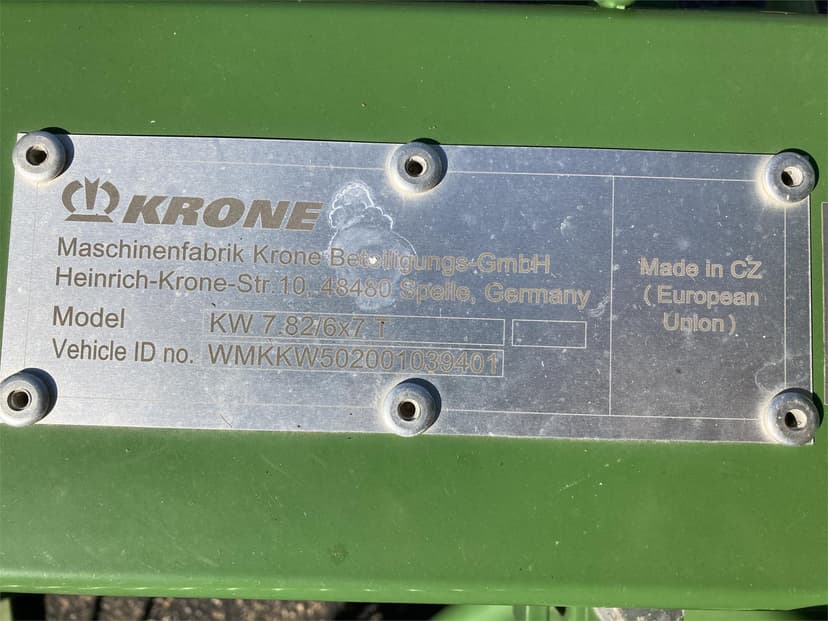 KRONE
Maschinenfabrik Krone Beteiligungs-GmbH
Heinrich-Krone-Str.10, 48480 Spelle, Germany
Model KW 7.82/6x7 T
Vehicle ID no. WMKKW502001039401
Made in CZ
(European
Union)